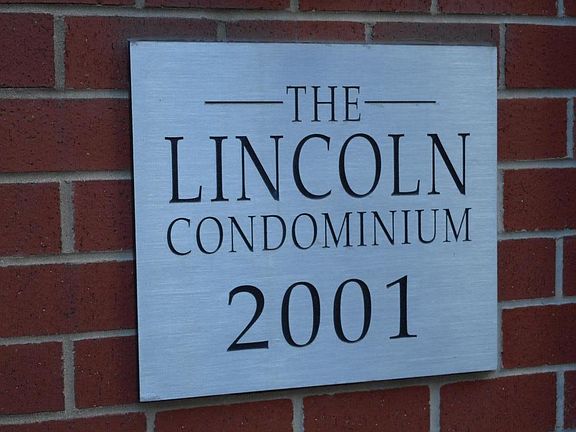 THE
LINCOLN
CONDOMINIUM
2001